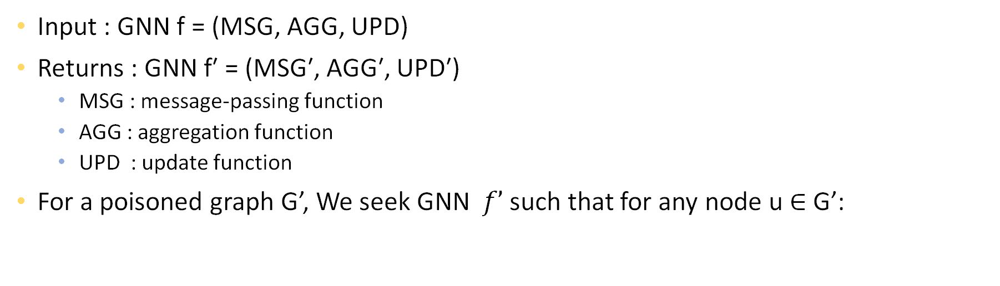 • Input : GNN f = (MSG, AGG, UPD)
• Returns : GNN f′ = (MSG′, AGG′, UPD′)
• MSG : message-passing function
• AGG : aggregation function
• UPD : update function
• For a poisoned graph G′, We seek GNN f’ such that for any node u ∈ G′: